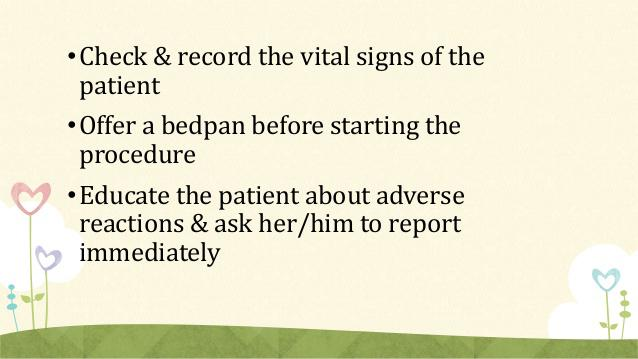 •Check & record the vital signs of the
patient
•Offer a bedpan before starting the
procedure
•Educate the patient about adverse
reactions & ask her/him to report
immediately